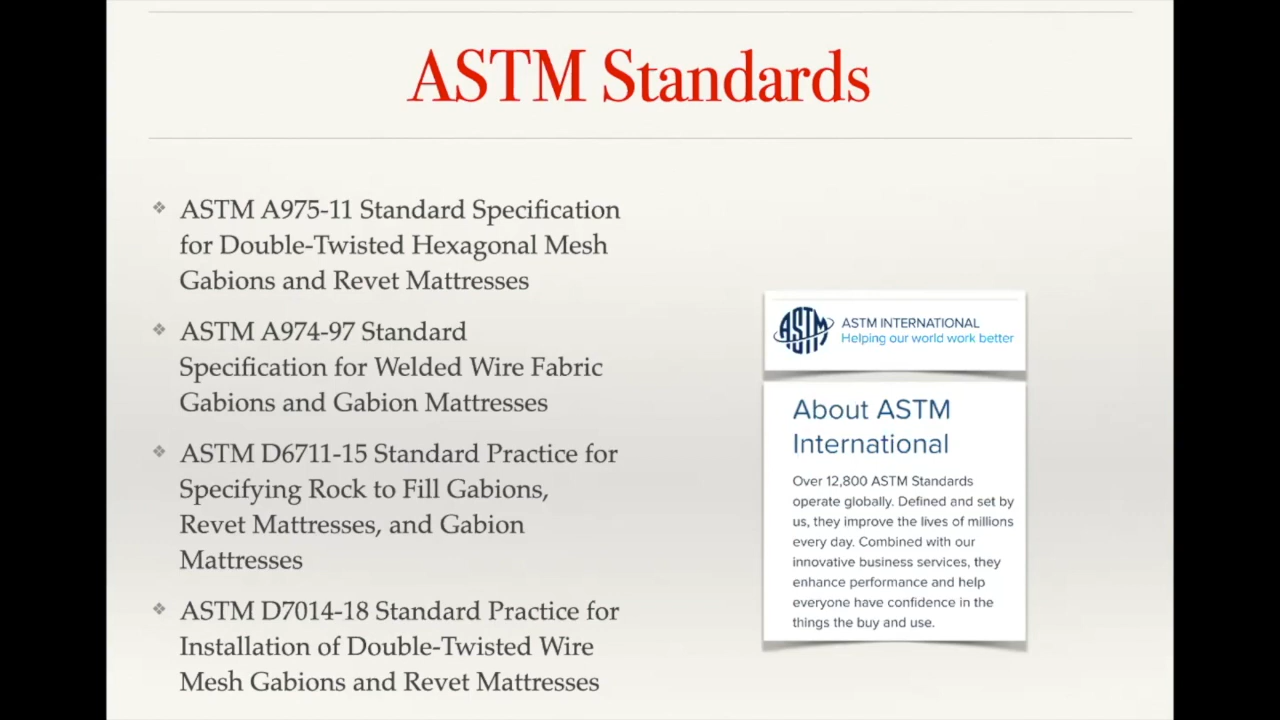 ASTM Standards
❖ ASTM A975-11 Standard Specification
for Double-Twisted Hexagonal Mesh
Gabions and Revet Mattresses
❖ ASTM A974-97 Standard
Specification for Welded Wire Fabric
Gabions and Gabion Mattresses
❖ ASTM D6711-15 Standard Practice for
Specifying Rock to Fill Gabions,
Revet Mattresses, and Gabion
Mattresses
❖ ASTM D7014-18 Standard Practice for
Installation of Double-Twisted Wire
Mesh Gabions and Revet Mattresses
ASTM
ASTM INTERNATIONAL
Helping our world work better
About ASTM
International
Over 12,800 ASTM Standards
operate globally. Defined and set by
us, they improve the lives of millions
every day. Combined with our
innovative business services, they
enhance performance and help
everyone have confidence in the
things the buy and use.